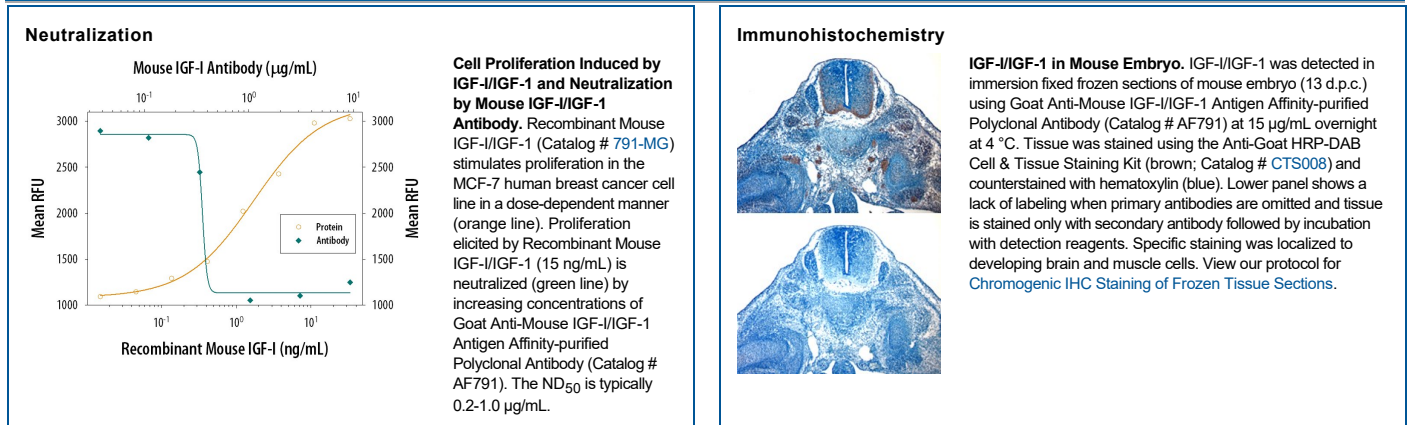 Neutralization
Mouse IGF-I Antibody (µg/mL)
10-1 100 101
3000 3000
2500 2500
2000 2000
1500 1500
1000 1000
Mean RFU
Mean RFU
Protein
Antibody
10-1 100 101
Recombinant Mouse IGF-I (ng/mL)
Cell Proliferation Induced by
IGF-I/IGF-1 and Neutralization
by Mouse IGF-I/IGF-1
Antibody. Recombinant Mouse
IGF-I/IGF-1 (Catalog # 791-MG)
stimulates proliferation in the
MCF-7 human breast cancer cell
line in a dose-dependent manner
(orange line). Proliferation
elicited by Recombinant Mouse
IGF-I/IGF-1 (15 ng/mL) is
neutralized (green line) by
increasing concentrations of
Goat Anti-Mouse IGF-I/IGF-1
Antigen Affinity-purified
Polyclonal Antibody (Catalog #
AF791). The ND50 is typically
0.2-1.0 µg/mL.
Immunohistochemistry
IGF-I/IGF-1 in Mouse Embryo. IGF-I/IGF-1 was detected in
immersion fixed frozen sections of mouse embryo (13 d.p.c.)
using Goat Anti-Mouse IGF-I/IGF-1 Antigen Affinity-purified
Polyclonal Antibody (Catalog # AF791) at 15 µg/mL overnight
at 4 °C. Tissue was stained using the Anti-Goat HRP-DAB
Cell & Tissue Staining Kit (brown; Catalog # CTS008) and
counterstained with hematoxylin (blue). Lower panel shows a
lack of labeling when primary antibodies are omitted and tissue
is stained only with secondary antibody followed by incubation
with detection reagents. Specific staining was localized to
developing brain and muscle cells. View our protocol for
Chromogenic IHC Staining of Frozen Tissue Sections.